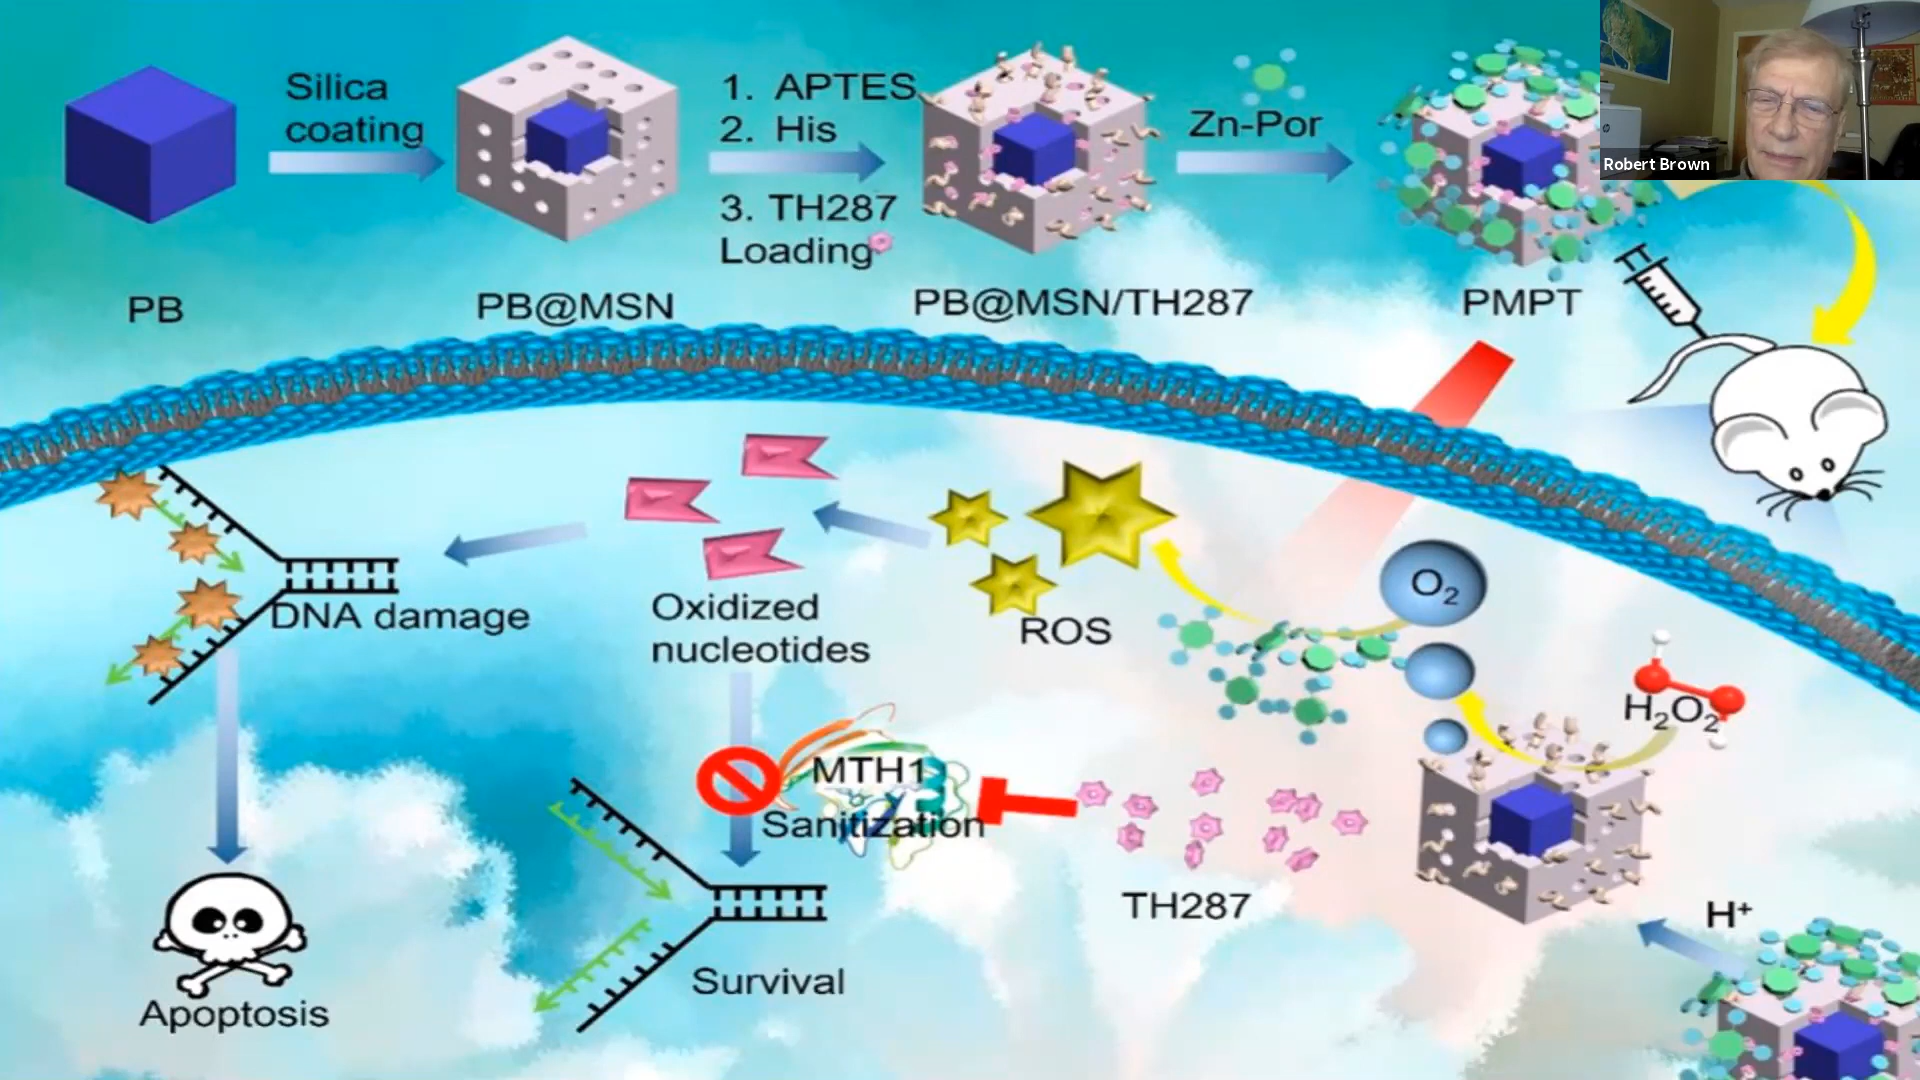 Silica
coating
1. APTES
2. His
3. TH287
Loading
Zn-Por
Robert Brown
PB
PB@MSN
PB@MSN/TH287
PMPT
DNA damage
Oxidized
nucleotides
ROS
O₂
H₂O₂
MTH1
Sanitization
TH287
H⁺
Survival
Apoptosis